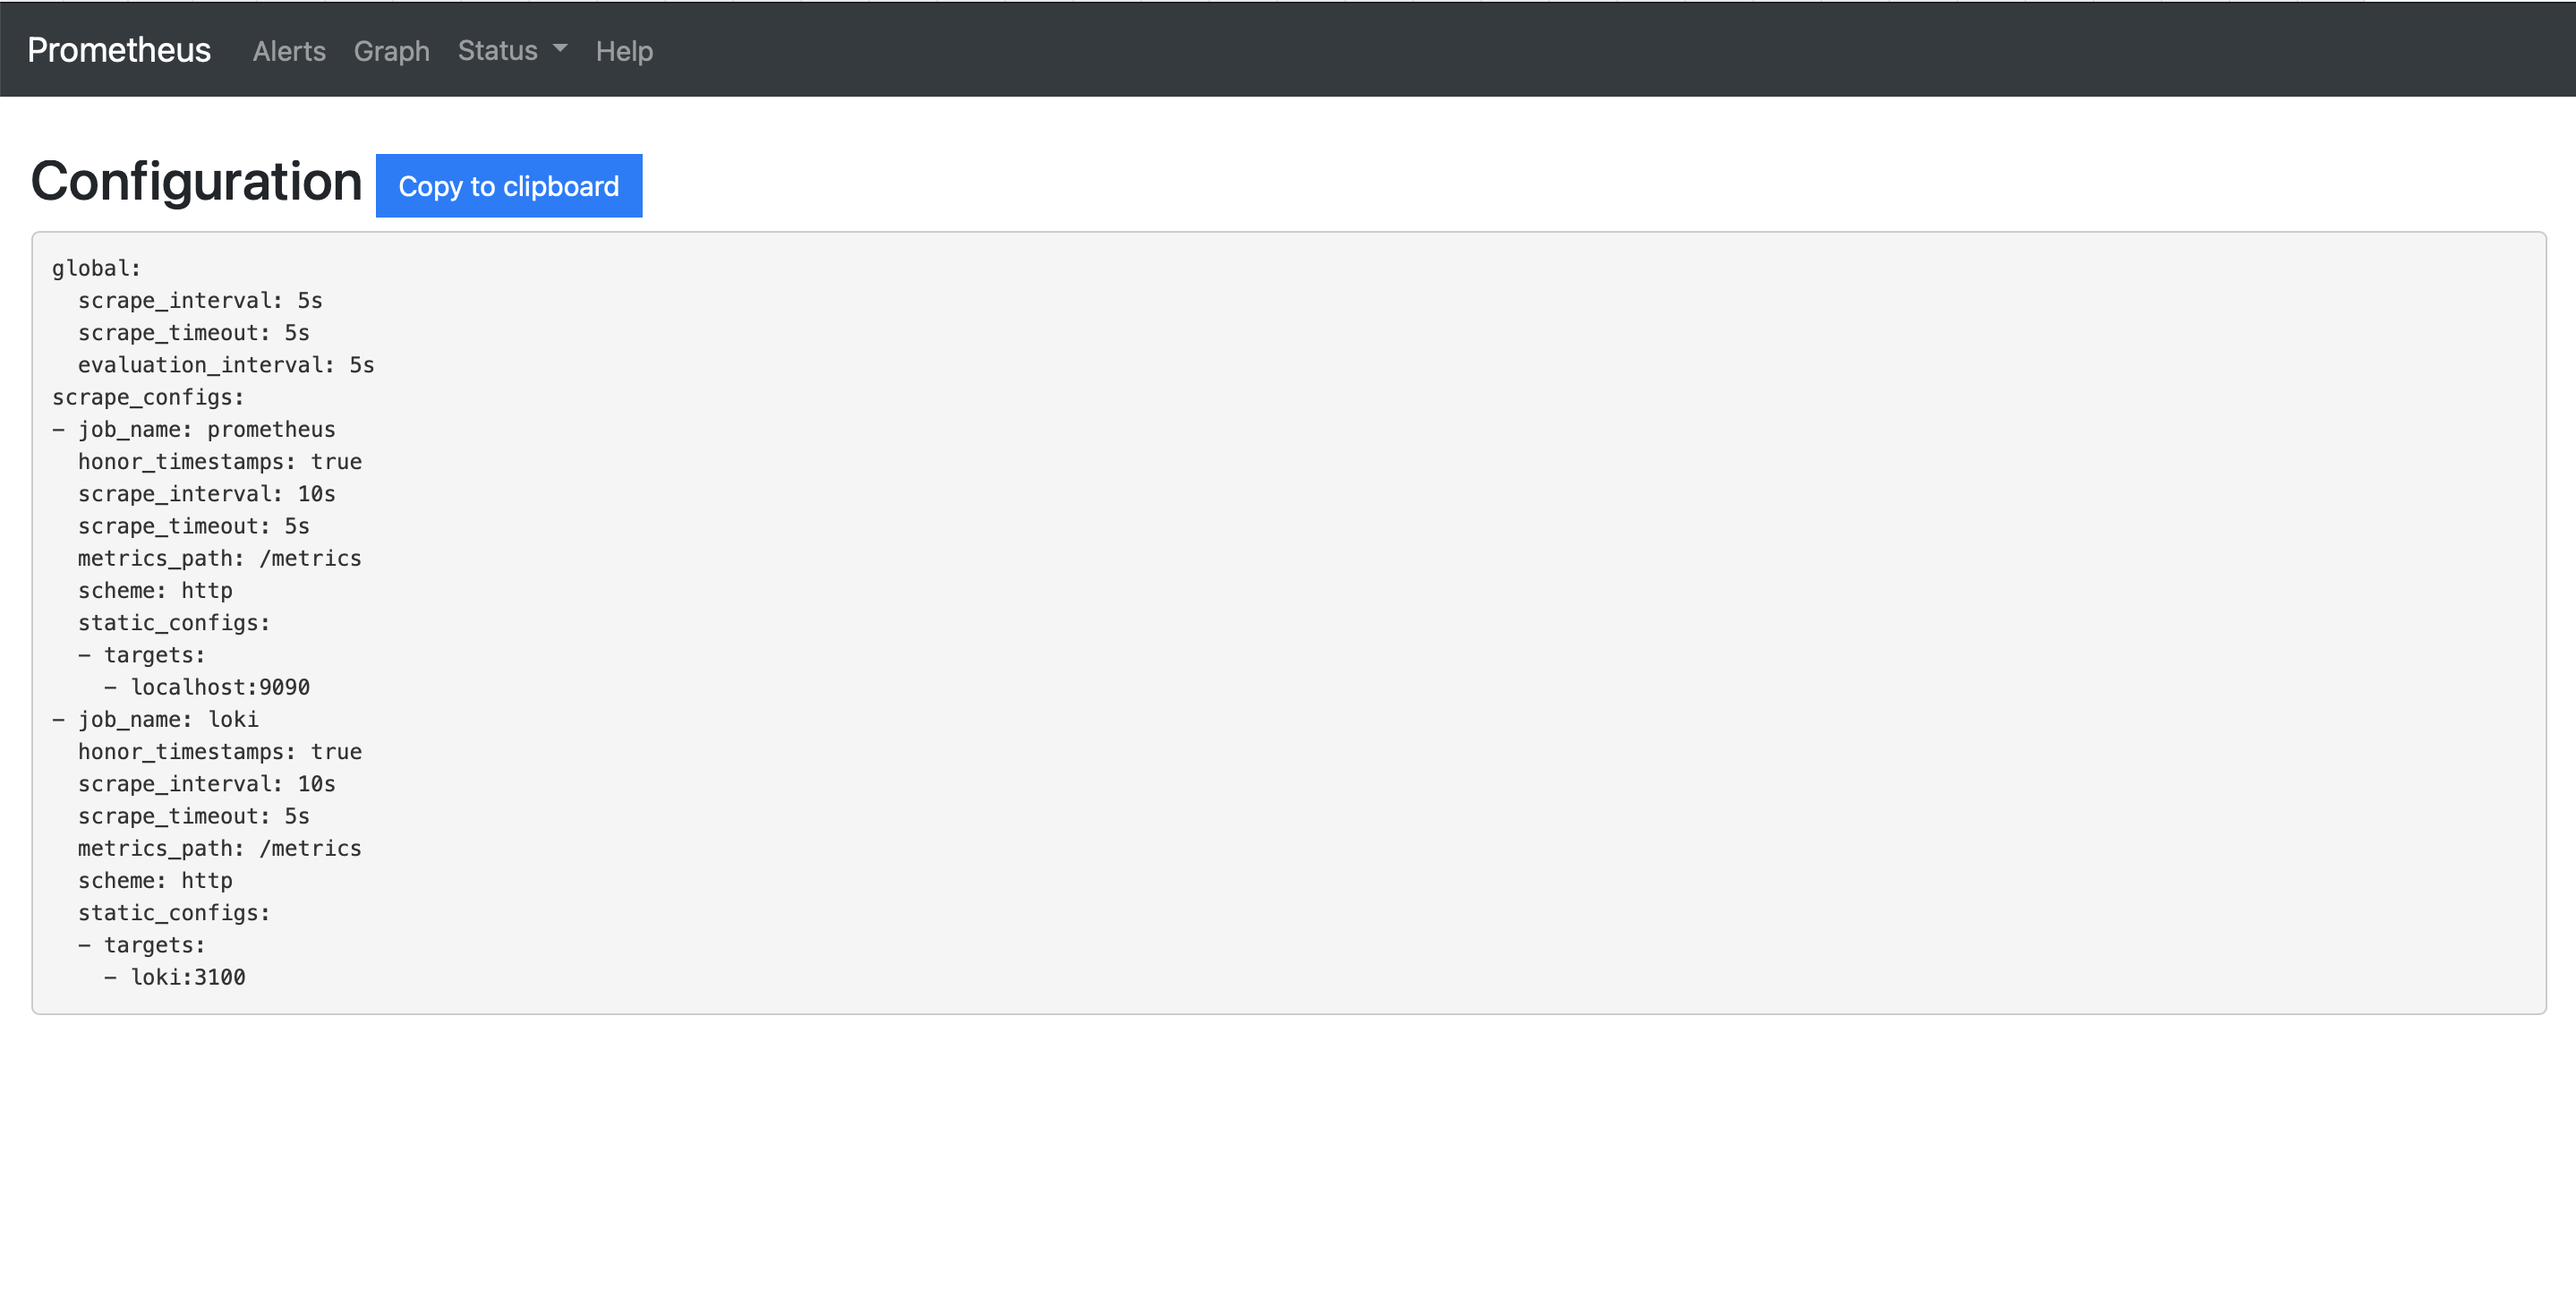 Prometheus Alerts Graph Status Help
Configuration Copy to clipboard
global:
  scrape_interval: 5s
  scrape_timeout: 5s
  evaluation_interval: 5s
scrape_configs:
- job_name: prometheus
  honor_timestamps: true
  scrape_interval: 10s
  scrape_timeout: 5s
  metrics_path: /metrics
  scheme: http
  static_configs:
  - targets:
    - localhost:9090
- job_name: loki
  honor_timestamps: true
  scrape_interval: 10s
  scrape_timeout: 5s
  metrics_path: /metrics
  scheme: http
  static_configs:
  - targets:
    - loki:3100